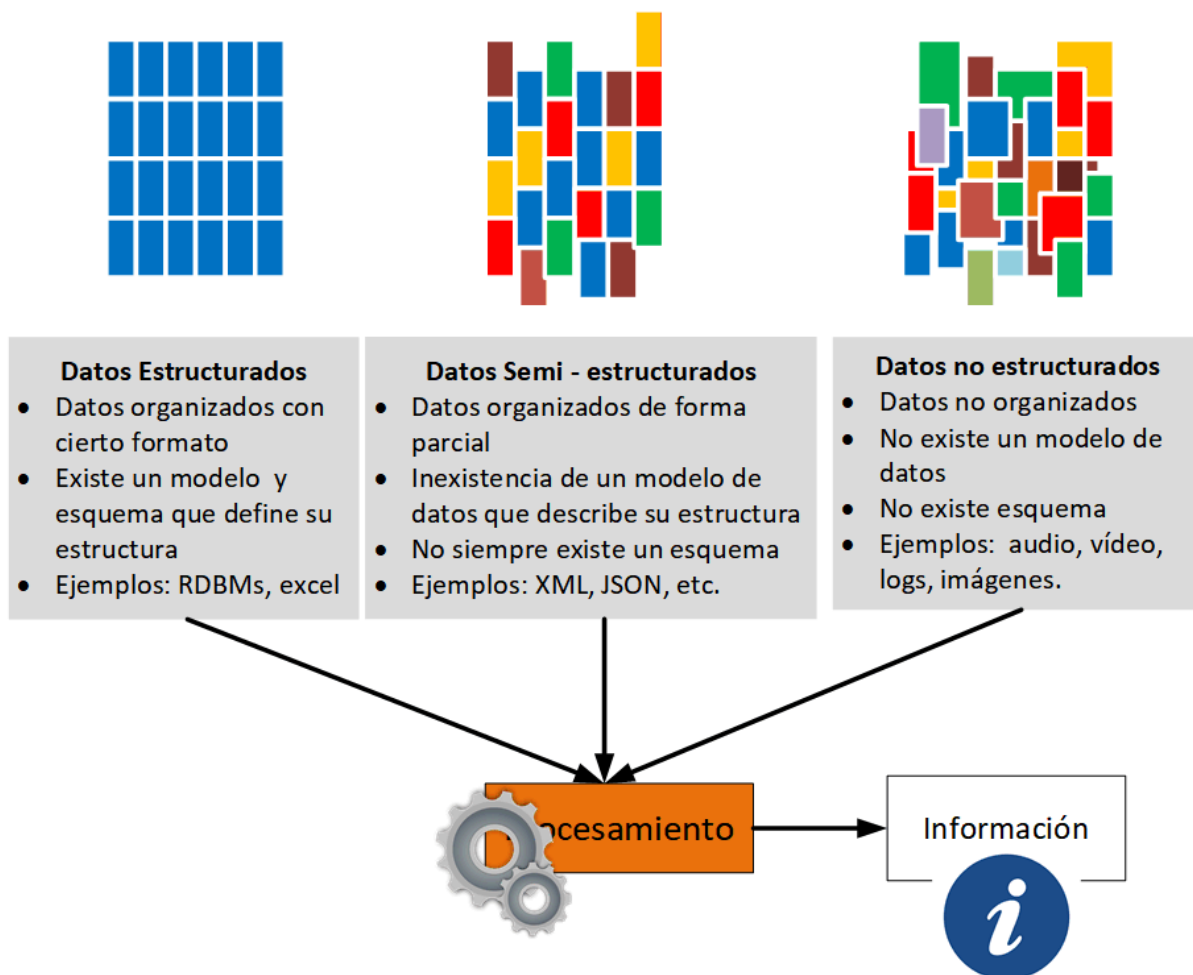 Datos Estructurados
• Datos organizados con
cierto formato
• Existe un modelo y
esquema que define su
estructura
• Ejemplos: RDBMs, excel
Datos Semi - estructurados
• Datos organizados de forma
parcial
• Inexistencia de un modelo de
datos que describe su estructura
• No siempre existe un esquema
• Ejemplos: XML, JSON, etc.
Datos no estructurados
• Datos no organizados
• No existe un modelo de
datos
• No existe esquema
• Ejemplos: audio, vídeo,
logs, imágenes.
Procesamiento
Información
i